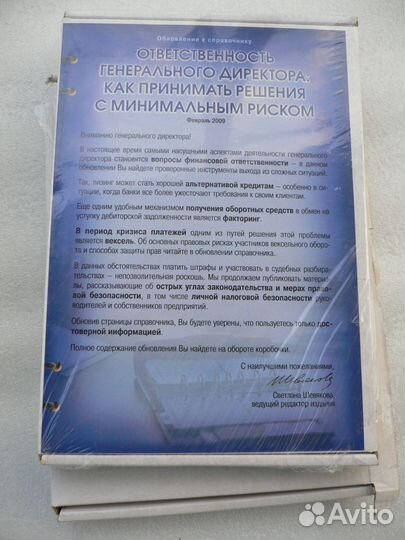 Обновление к справочнику
ОТВЕТСТВЕННОСТЬ
ГЕНЕРАЛЬНОГО ДИРЕКТОРА:
КАК ПРИНИМАТЬ РЕШЕНИЯ
С МИНИМАЛЬНЫМ РИСКОМ
Февраль 2009
Вниманию генерального директора!
В настоящее время самыми насущными аспектами деятельности генерального
директора становятся вопросы финансовой ответственности – в данном
обновлении Вы найдете проверенные инструменты выхода из сложных ситуаций.
Так, лизинг может стать хорошей альтернативой кредитам – особенно в си-
туации, когда банки все более ужесточают требования к своим клиентам.
Еще одним удобным механизмом получения оборотных средств в обмен на
уступку дебиторской задолженности является факторинг.
В период кризиса платежей одним из путей решения этой проблемы
является вексель. Об основных правовых рисках участников вексельного оборо-
та и способах защиты прав читайте в обновлении справочника.
В данных обстоятельствах платить штрафы и участвовать в судебных разбира-
тельствах – непозволительная роскошь. Мы продолжаем публиковать материа-
лы, рассказывающие об острых углах законодательства и мерах право-
вой безопасности, в том числе личной налоговой безопасности руко-
водителей и собственников предприятий.
Обновив страницы справочника, Вы будете уверены, что пользуетесь только дос-
товерной информацией.
Полное содержание обновления Вы найдете на обороте коробочки.
С наилучшими пожеланиями,
Светлана Шевякова,
ведущий редактор издания
Avito